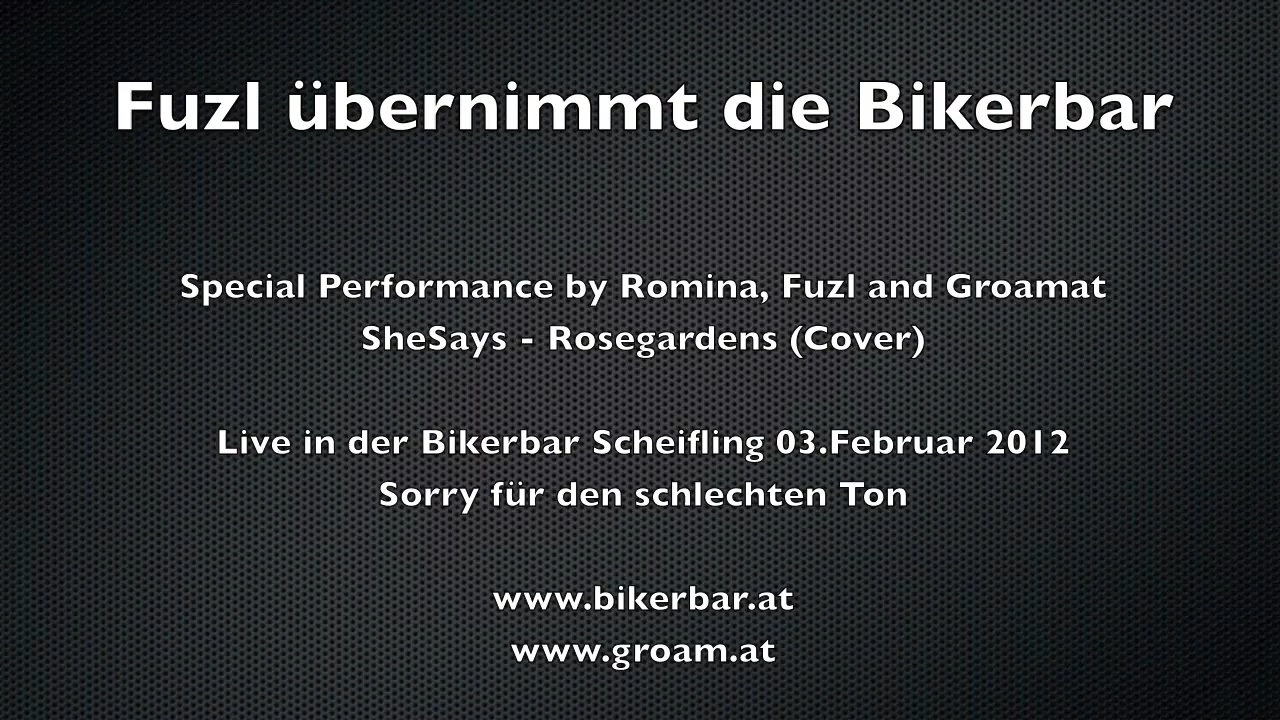 Fuzl übernimmt die Bikerbar
Special Performance by Romina, Fuzl and Groamat
SheSays - Rosegardens (Cover)
Live in der Bikerbar Scheifling 03.Februar 2012
Sorry für den schlechten Ton
www.bikerbar.at
www.groam.at